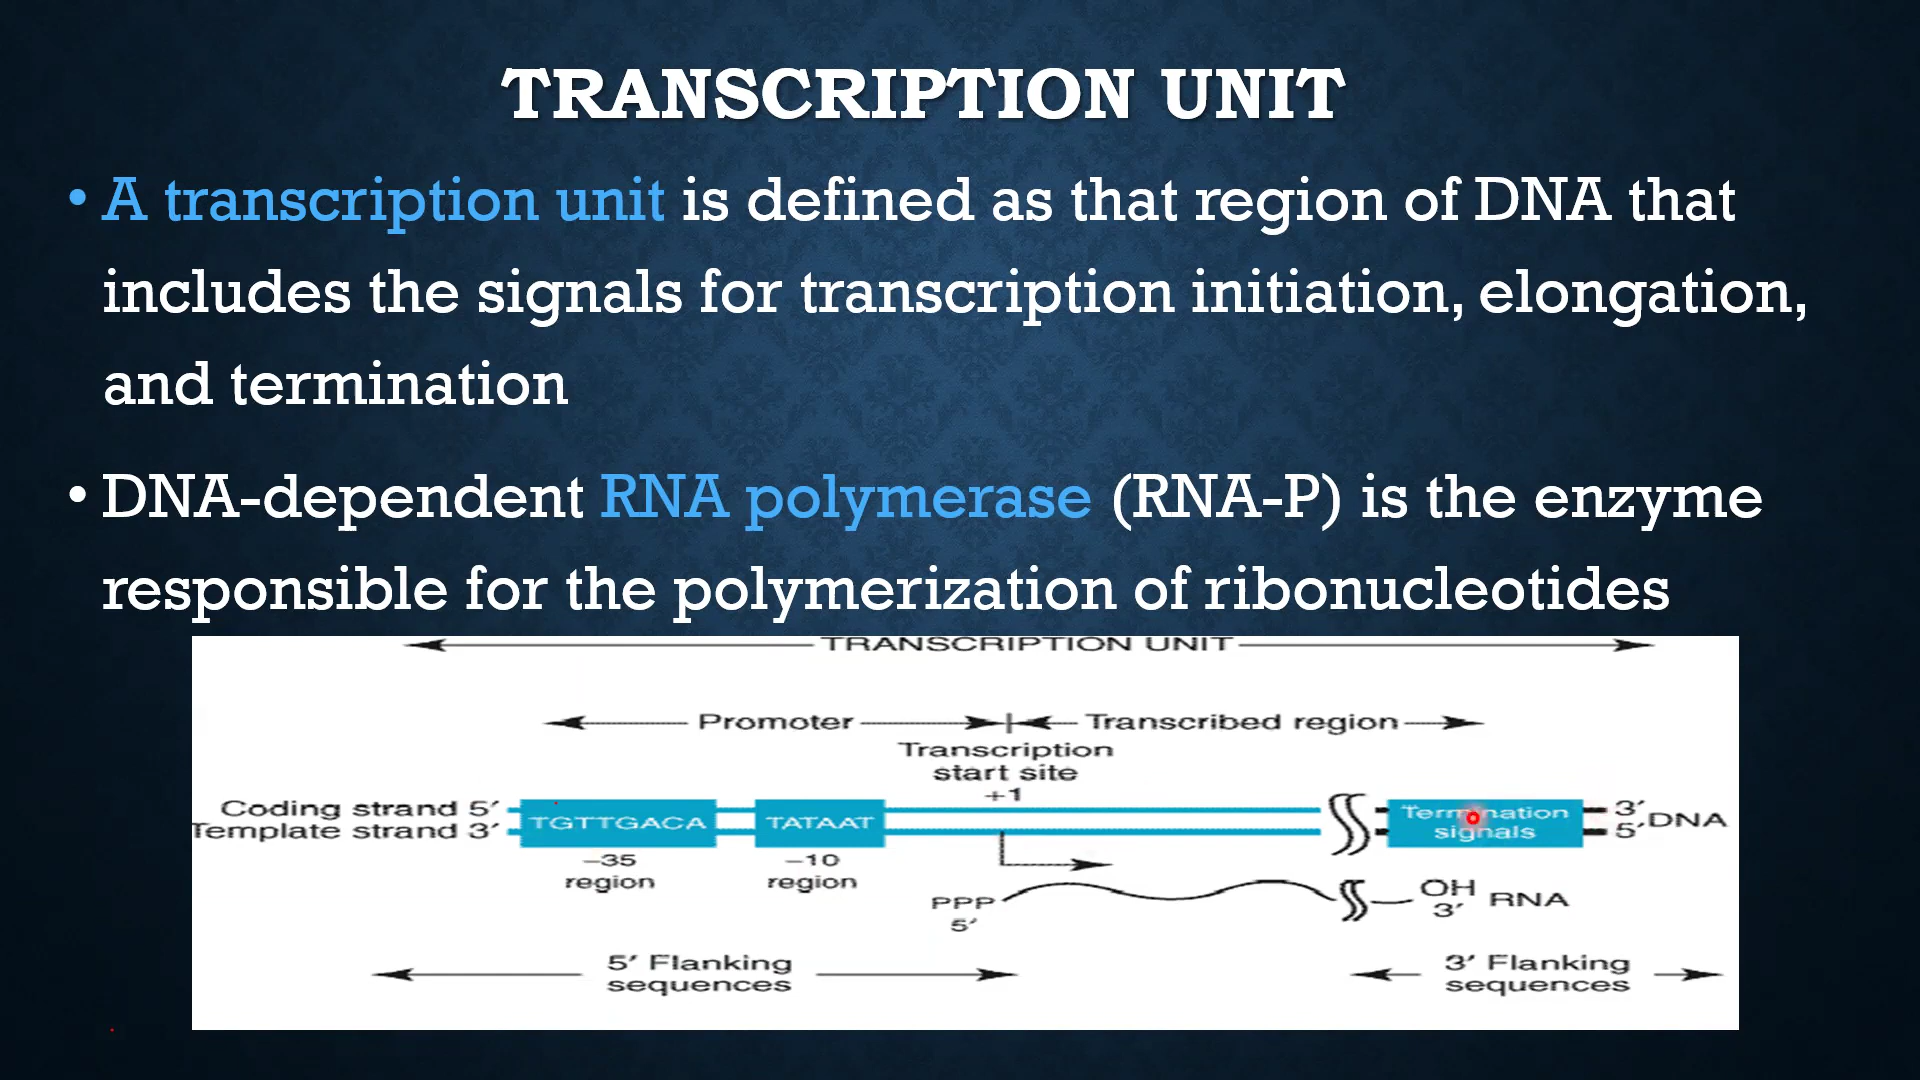 TRANSCRIPTION UNIT
• A transcription unit is defined as that region of DNA that
includes the signals for transcription initiation, elongation,
and termination
• DNA-dependent RNA polymerase (RNA-P) is the enzyme
responsible for the polymerization of ribonucleotides
TRANSCRIPTION UNIT
Promoter
Transcribed region
Transcription
start site
+1
Coding strand 5′
Template strand 3′
TGTTGACA
TATAAT
Termination
signals
3′
5′
DNA
–35
region
–10
region
PPP
5′
OH
3′
RNA
5′ Flanking
sequences
3′ Flanking
sequences